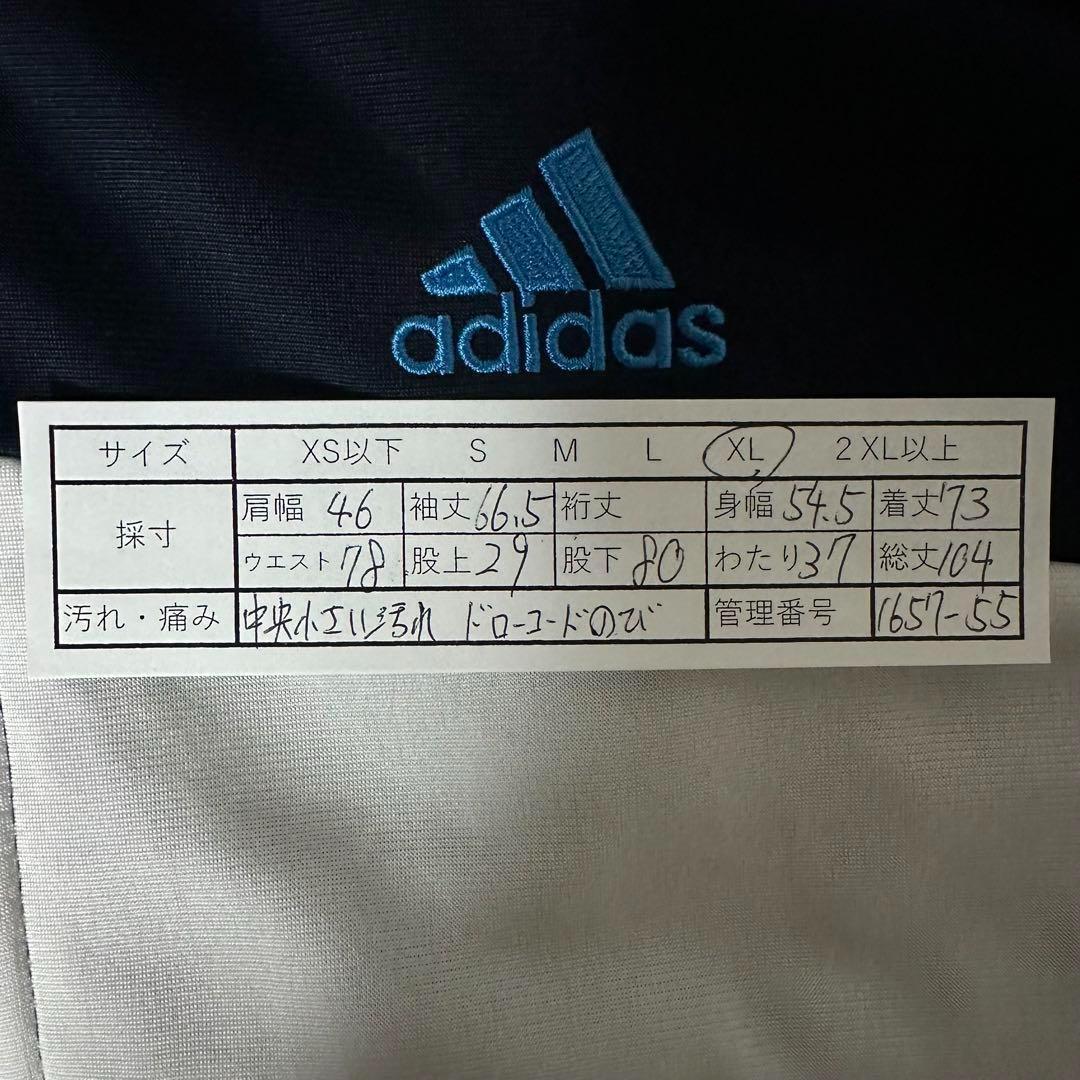 adidas
サイズ XS以下 S M L XL 2XL以上
採寸 肩幅 46 袖丈 66.5 裄丈 身幅 54.5 着丈 73
ウエスト 78 股上 29 股下 80 わたり 37 総丈 104
汚れ・痛み 中央小さい汚れ ドローコードのび 管理番号 1657-55